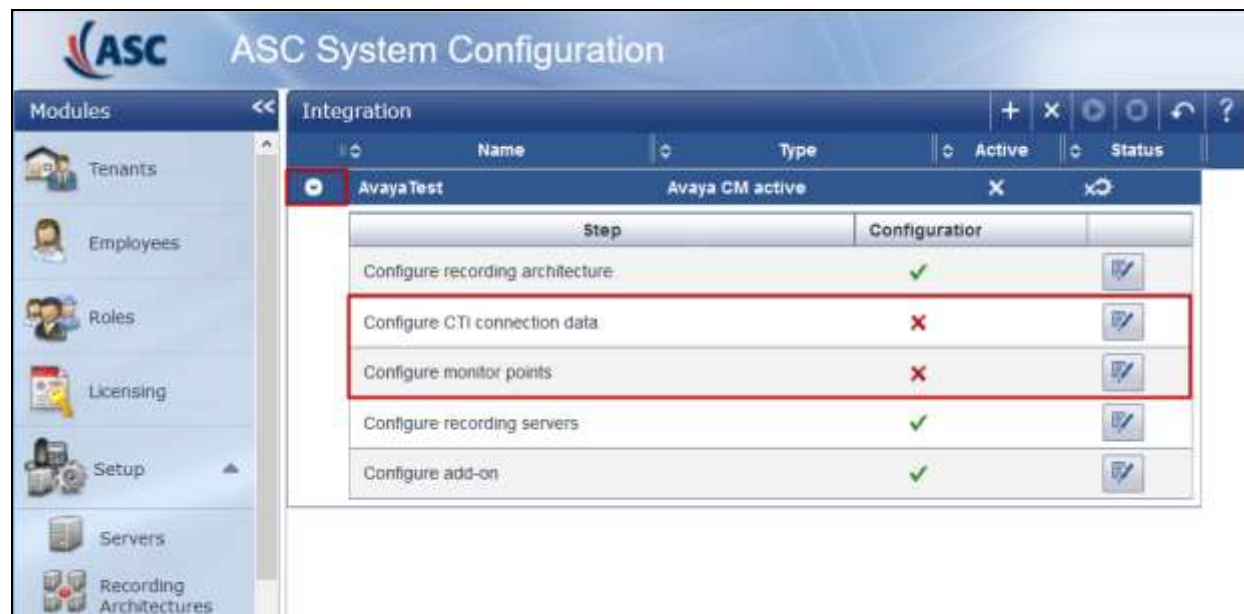 ASC ASC System Configuration
Modules << Integration + × ?
Name Type Active Status
Tenants
AvayaTest Avaya CM active
Step Configuratior
Employees
Configure recording architecture
Roles
Configure CTI connection data
Configure monitor points
Licensing
Configure recording servers
Setup
Configure add-on
Servers
Recording
Architectures